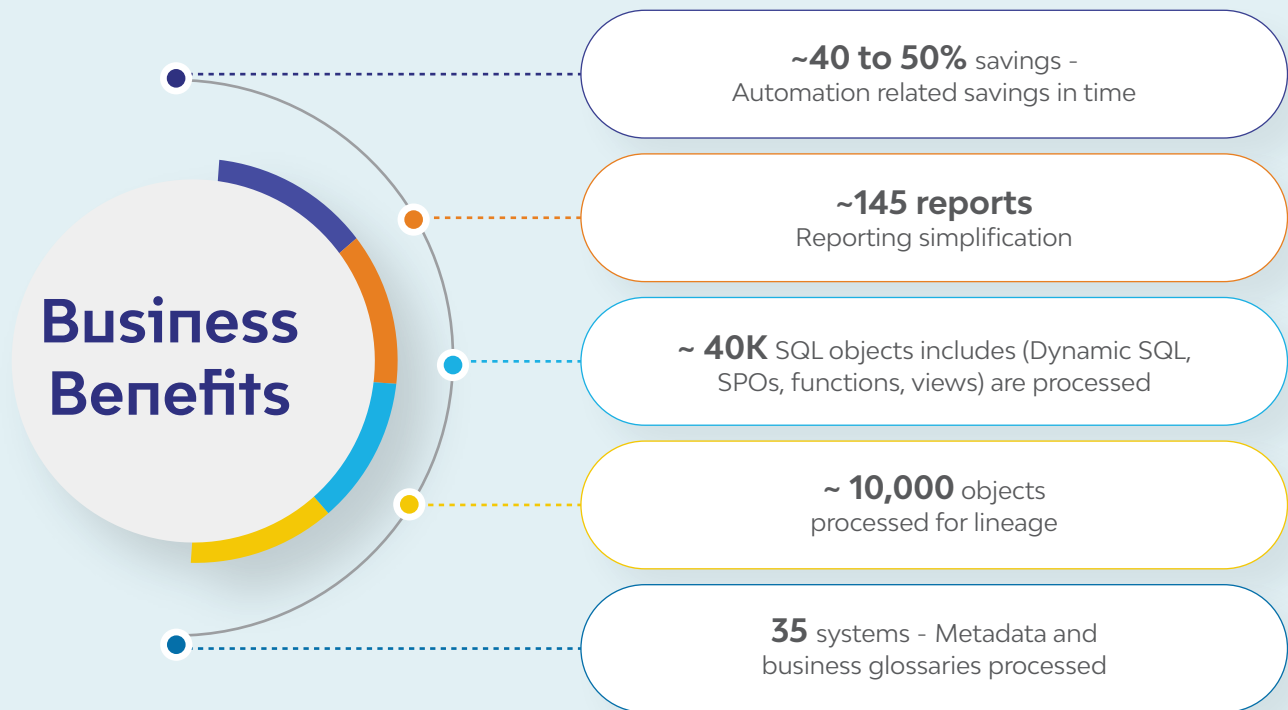 Business
Benefits
~40 to 50% savings -
Automation related savings in time
~145 reports
Reporting simplification
~ 40K SQL objects includes (Dynamic SQL,
SPOs, functions, views) are processed
~ 10,000 objects
processed for lineage
35 systems - Metadata and
business glossaries processed